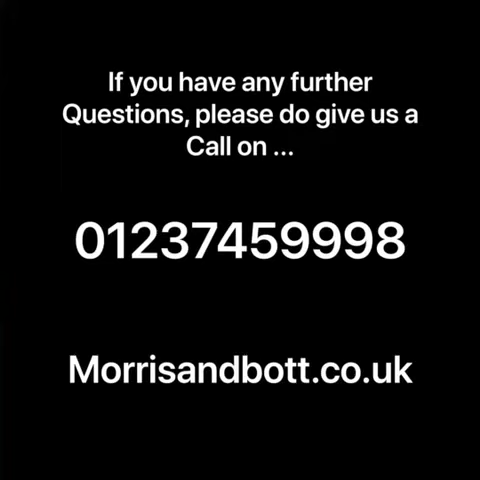 If you have any further
Questions, please do give us a
Call on ...
01237459998
Morrisandbott.co.uk